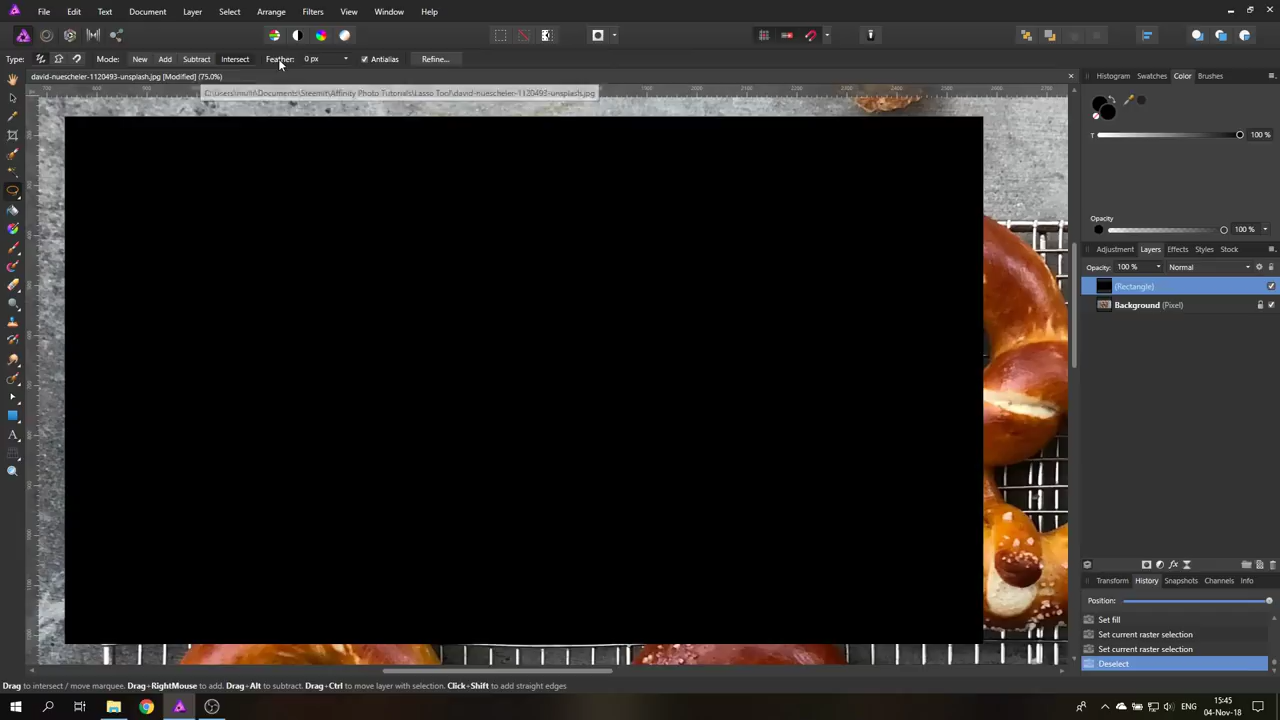 File Edit Text Document Layer Select Arrange Filters View Window Help
Type: Mode: New Add Subtract Intersect Feather: 0 px Antialias Refine...
david-nuescheler-1120493-unsplash.jpg [Modified] (75.0%)
Histogram Swatches Color Brushes
100 %
Opacity
100 %
Adjustment Layers Effects Styles Stock
Opacity: 100 % Normal
(Rectangle)
Background (Pixel)
Transform History Snapshots Channels Info
Position:
Set fill
Set current raster selection
Set current raster selection
Deselect
Drag to intersect / move marquee. Drag+RightMouse to add. Drag+Alt to subtract. Drag+Ctrl to move layer with selection. Click+Shift to add straight edges
15:45
04-Nov-18